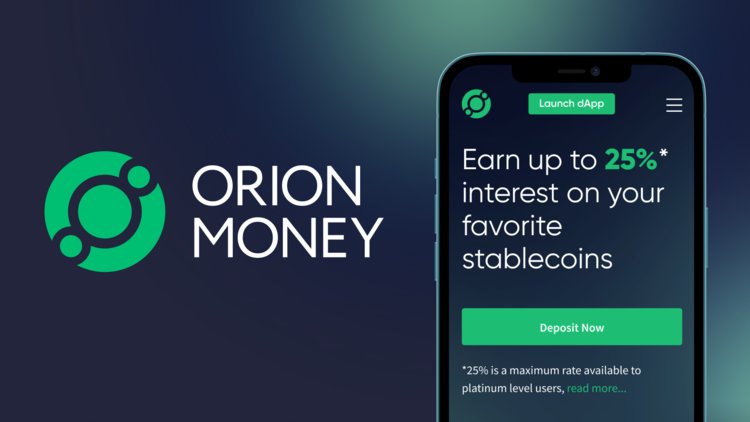 ORION
MONEY
Launch dApp
Earn up to 25%*
interest on your
favorite
stablecoins
Deposit Now
*25% is a maximum rate available to
platinum level users, read more...